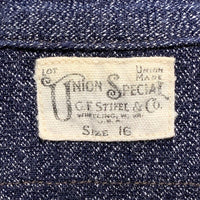 LOT UNION MADE
UNION SPECIAL
C.F. STIFEL & CO.
WHEELING, W. VA.
U.S.A.
SIZE 16